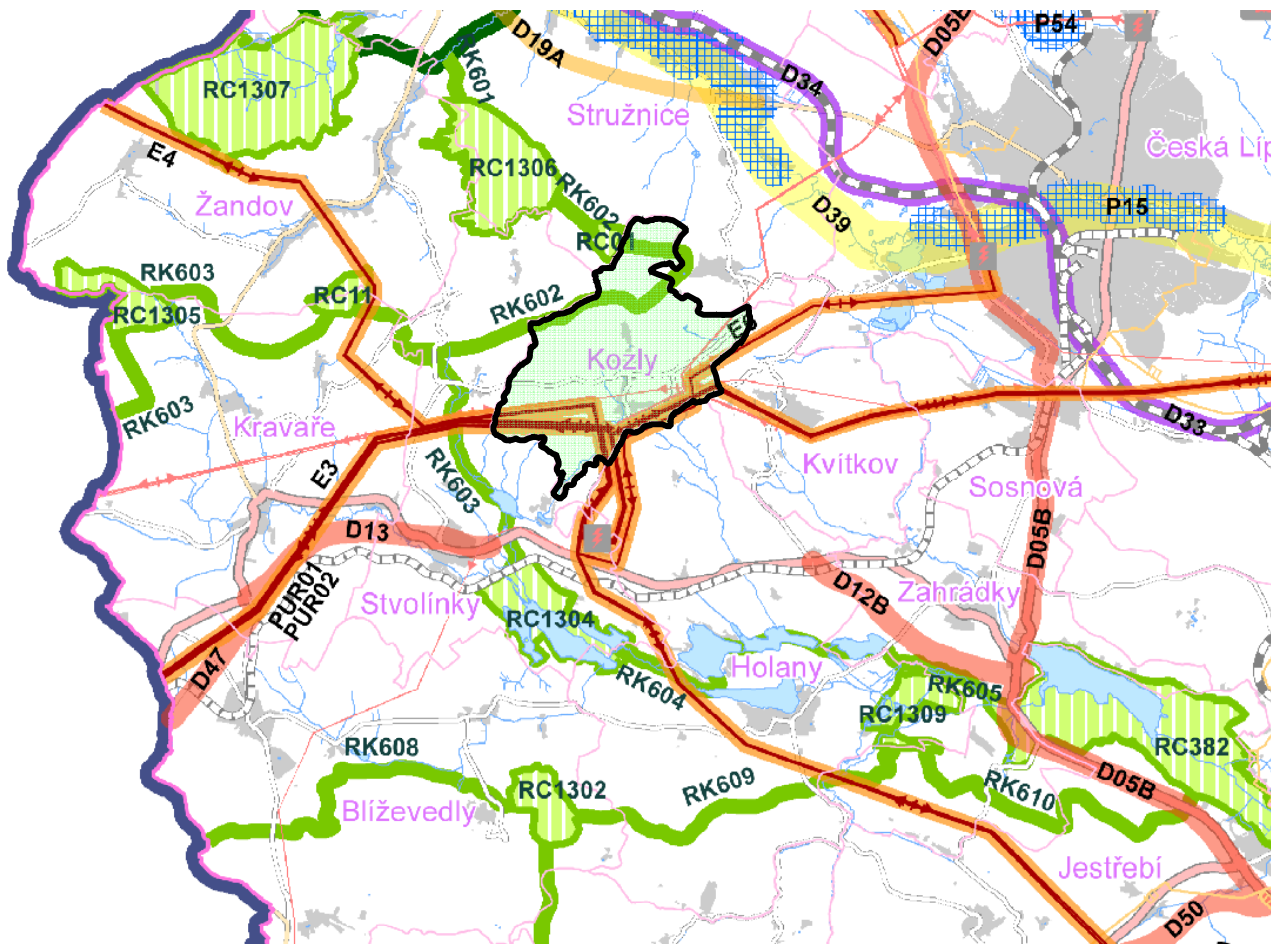 D19A
D05B
P54
RK601
D34
RC1307
Stružnice
Česká Líp
E4
RC1306
RK602
Žandov
D39
P15
RC01
RK603
RC11
RK602
RC1305
Kozly
RK603
Kravaře
D33
E3
RK603
Kvítkov
Sosnová
D13
D05B
PUR01
PUR02
Stvolínky
D12B
Zahrádky
RC1304
Holany
D47
RK604
RK605
RC1309
RC382
RK608
RK609
RC1302
RK610
D05B
Blíževedly
Jestřebí
D50